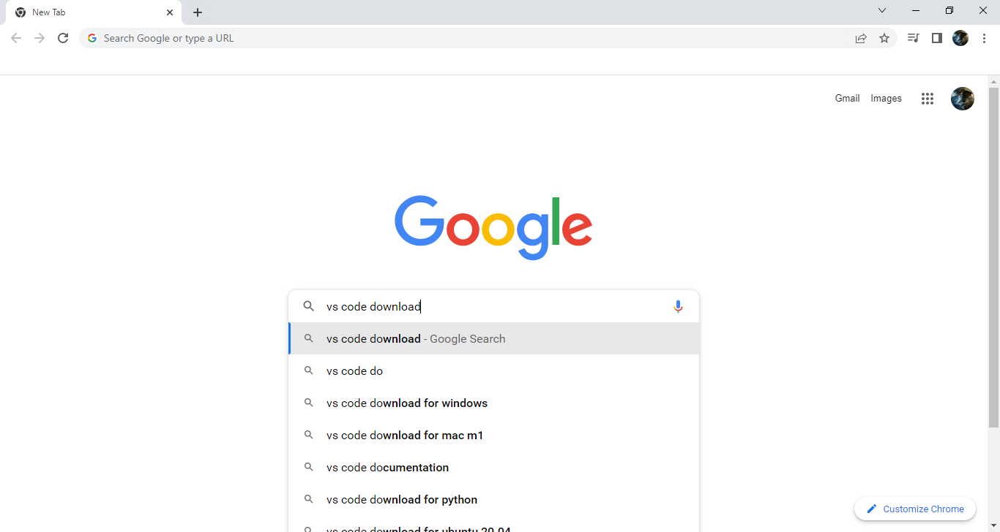 New Tab
Search Google or type a URL
Gmail Images
Google
vs code download
vs code download - Google Search
vs code do
vs code download for windows
vs code download for mac m1
vs code documentation
vs code download for python
vs code download for ubuntu 20.04
Customize Chrome